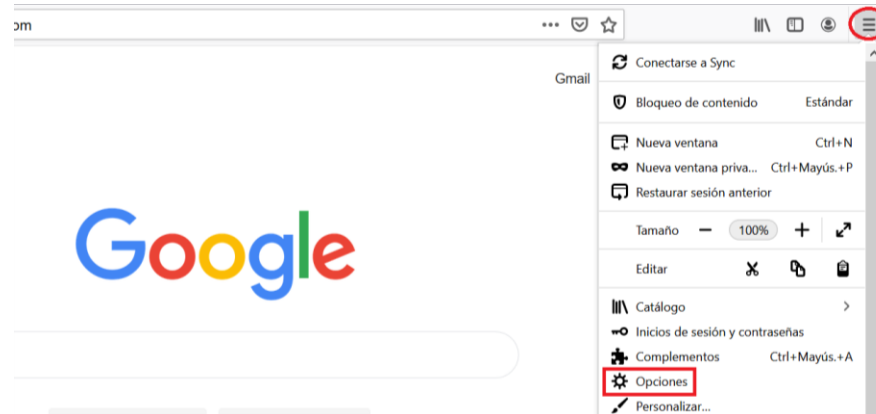 om
Gmail
Google
Conectarse a Sync
Bloqueo de contenido Estándar
Nueva ventana Ctrl+N
Nueva ventana priva... Ctrl+Mayús.+P
Restaurar sesión anterior
Tamaño — 100% +
Editar
Catálogo >
Inicios de sesión y contraseñas
Complementos Ctrl+Mayús.+A
Opciones
Personalizar...